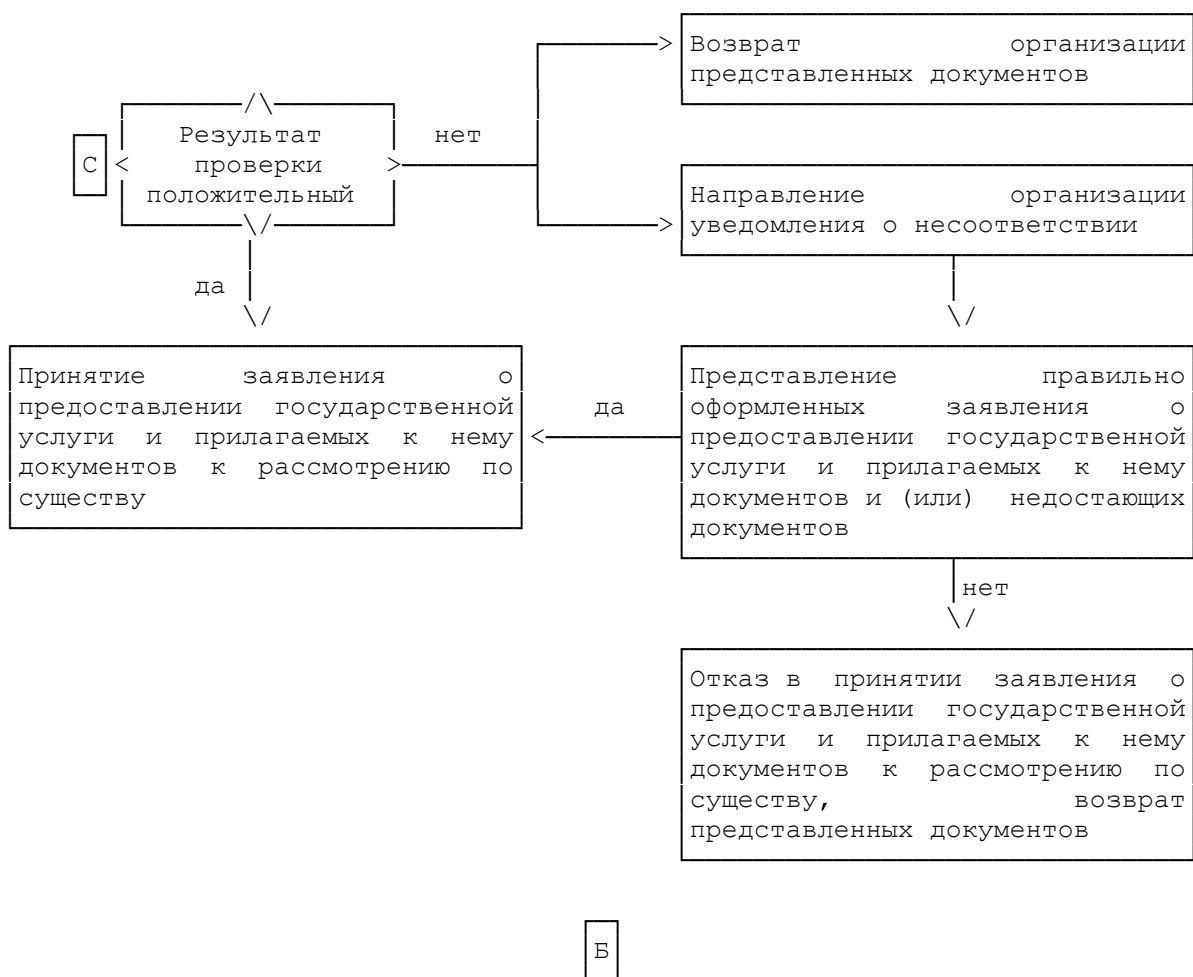 Возврат организации
представленных документов
С
Результат
проверки
положительный
нет
Направление организации
уведомления о несоответствии
да
Принятие заявления о
предоставлении государственной
услуги и прилагаемых к нему
документов к рассмотрению по
существу
да
Представление правильно
оформленных заявления о
предоставлении государственной
услуги и прилагаемых к нему
документов и (или) недостающих
документов
нет
Отказ в принятии заявления о
предоставлении государственной
услуги и прилагаемых к нему
документов к рассмотрению по
существу, возврат
представленных документов
Б